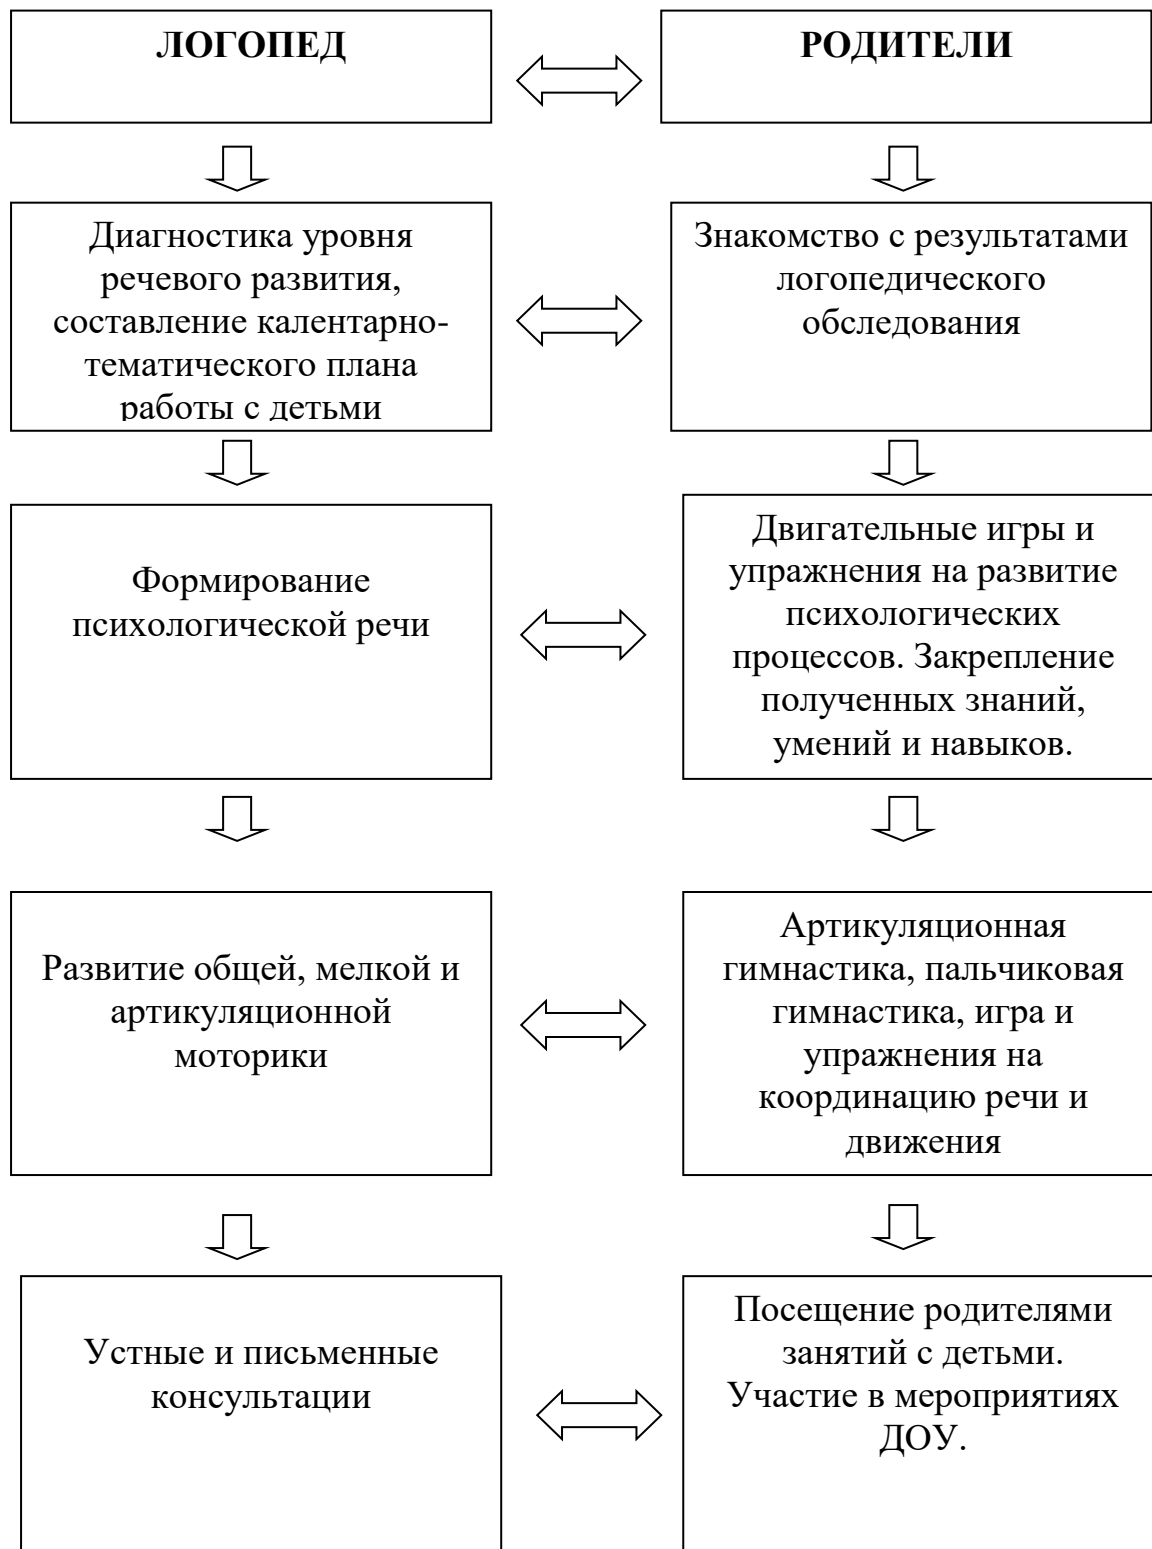 ЛОГОПЕД
РОДИТЕЛИ
Диагностика уровня
речевого развития,
составление календарно-
тематического плана
работы с детьми
Знакомство с результатами
логопедического
обследования
Формирование
психологической речи
Двигательные игры и
упражнения на развитие
психологических
процессов. Закрепление
полученных знаний,
умений и навыков.
Развитие общей, мелкой и
артикуляционной
моторики
Артикуляционная
гимнастика, пальчиковая
гимнастика, игра и
упражнения на
координацию речи и
движения
Устные и письменные
консультации
Посещение родителями
занятий с детьми.
Участие в мероприятиях
ДОУ.